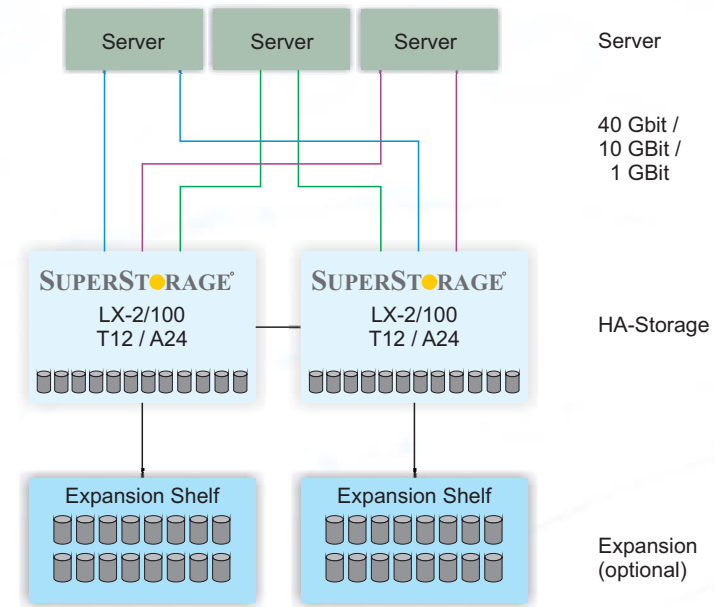 Server Server Server Server
40 Gbit /
10 GBit /
1 GBit
SUPERSTORAGE° SUPERSTORAGE°
LX-2/100 LX-2/100
T12 / A24 T12 / A24
HA-Storage
Expansion Shelf Expansion Shelf
Expansion
(optional)